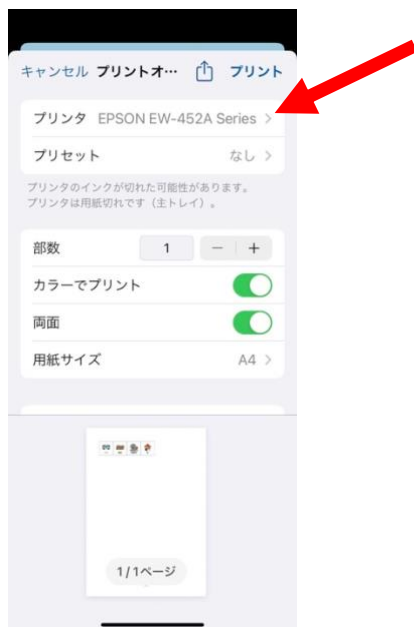 キャンセル プリントオ… プリント
プリンタ EPSON EW-452A Series >
プリセット なし >
プリンタのインクが切れた可能性があります。
プリンタは用紙切れです（主トレイ）。
部数 1 − +
カラーでプリント
両面
用紙サイズ A4 >
1/1ページ